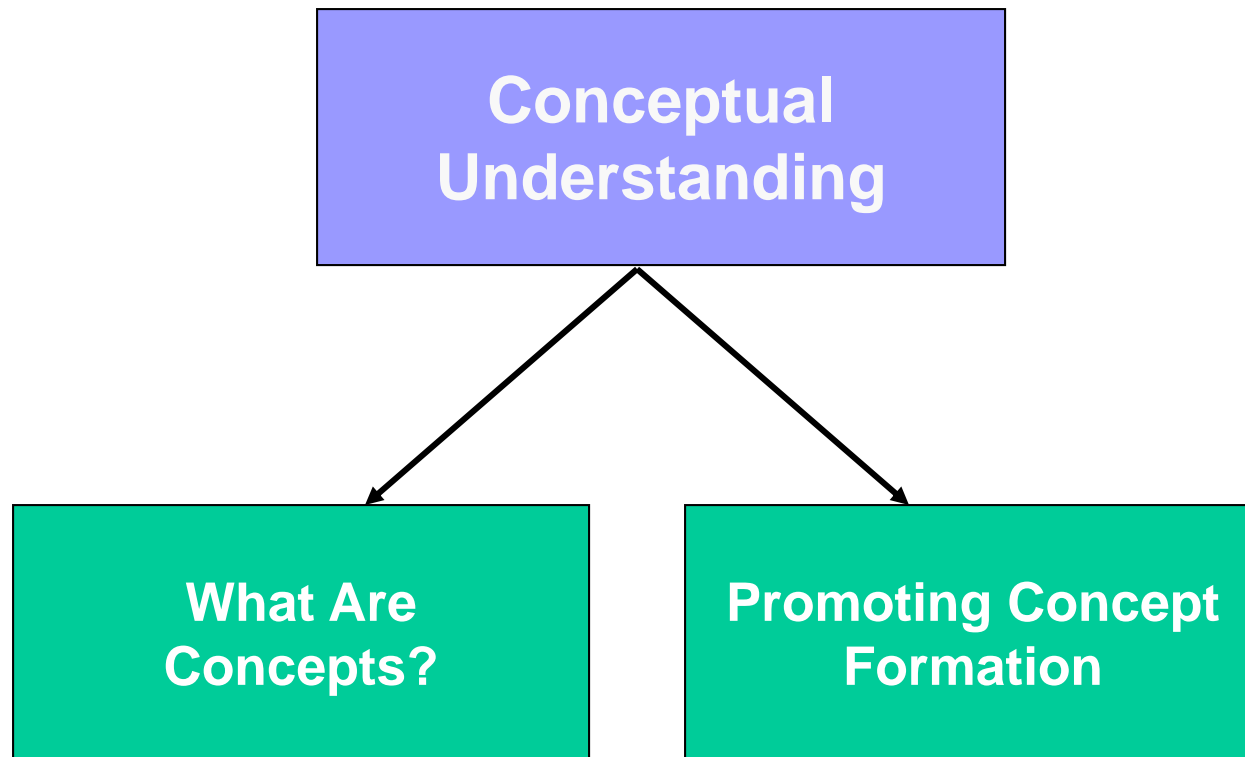 Conceptual
Understanding
What Are
Concepts?
Promoting Concept
Formation